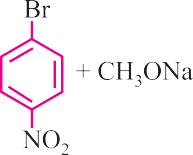 Br
+ CH₃ONa
NO₂